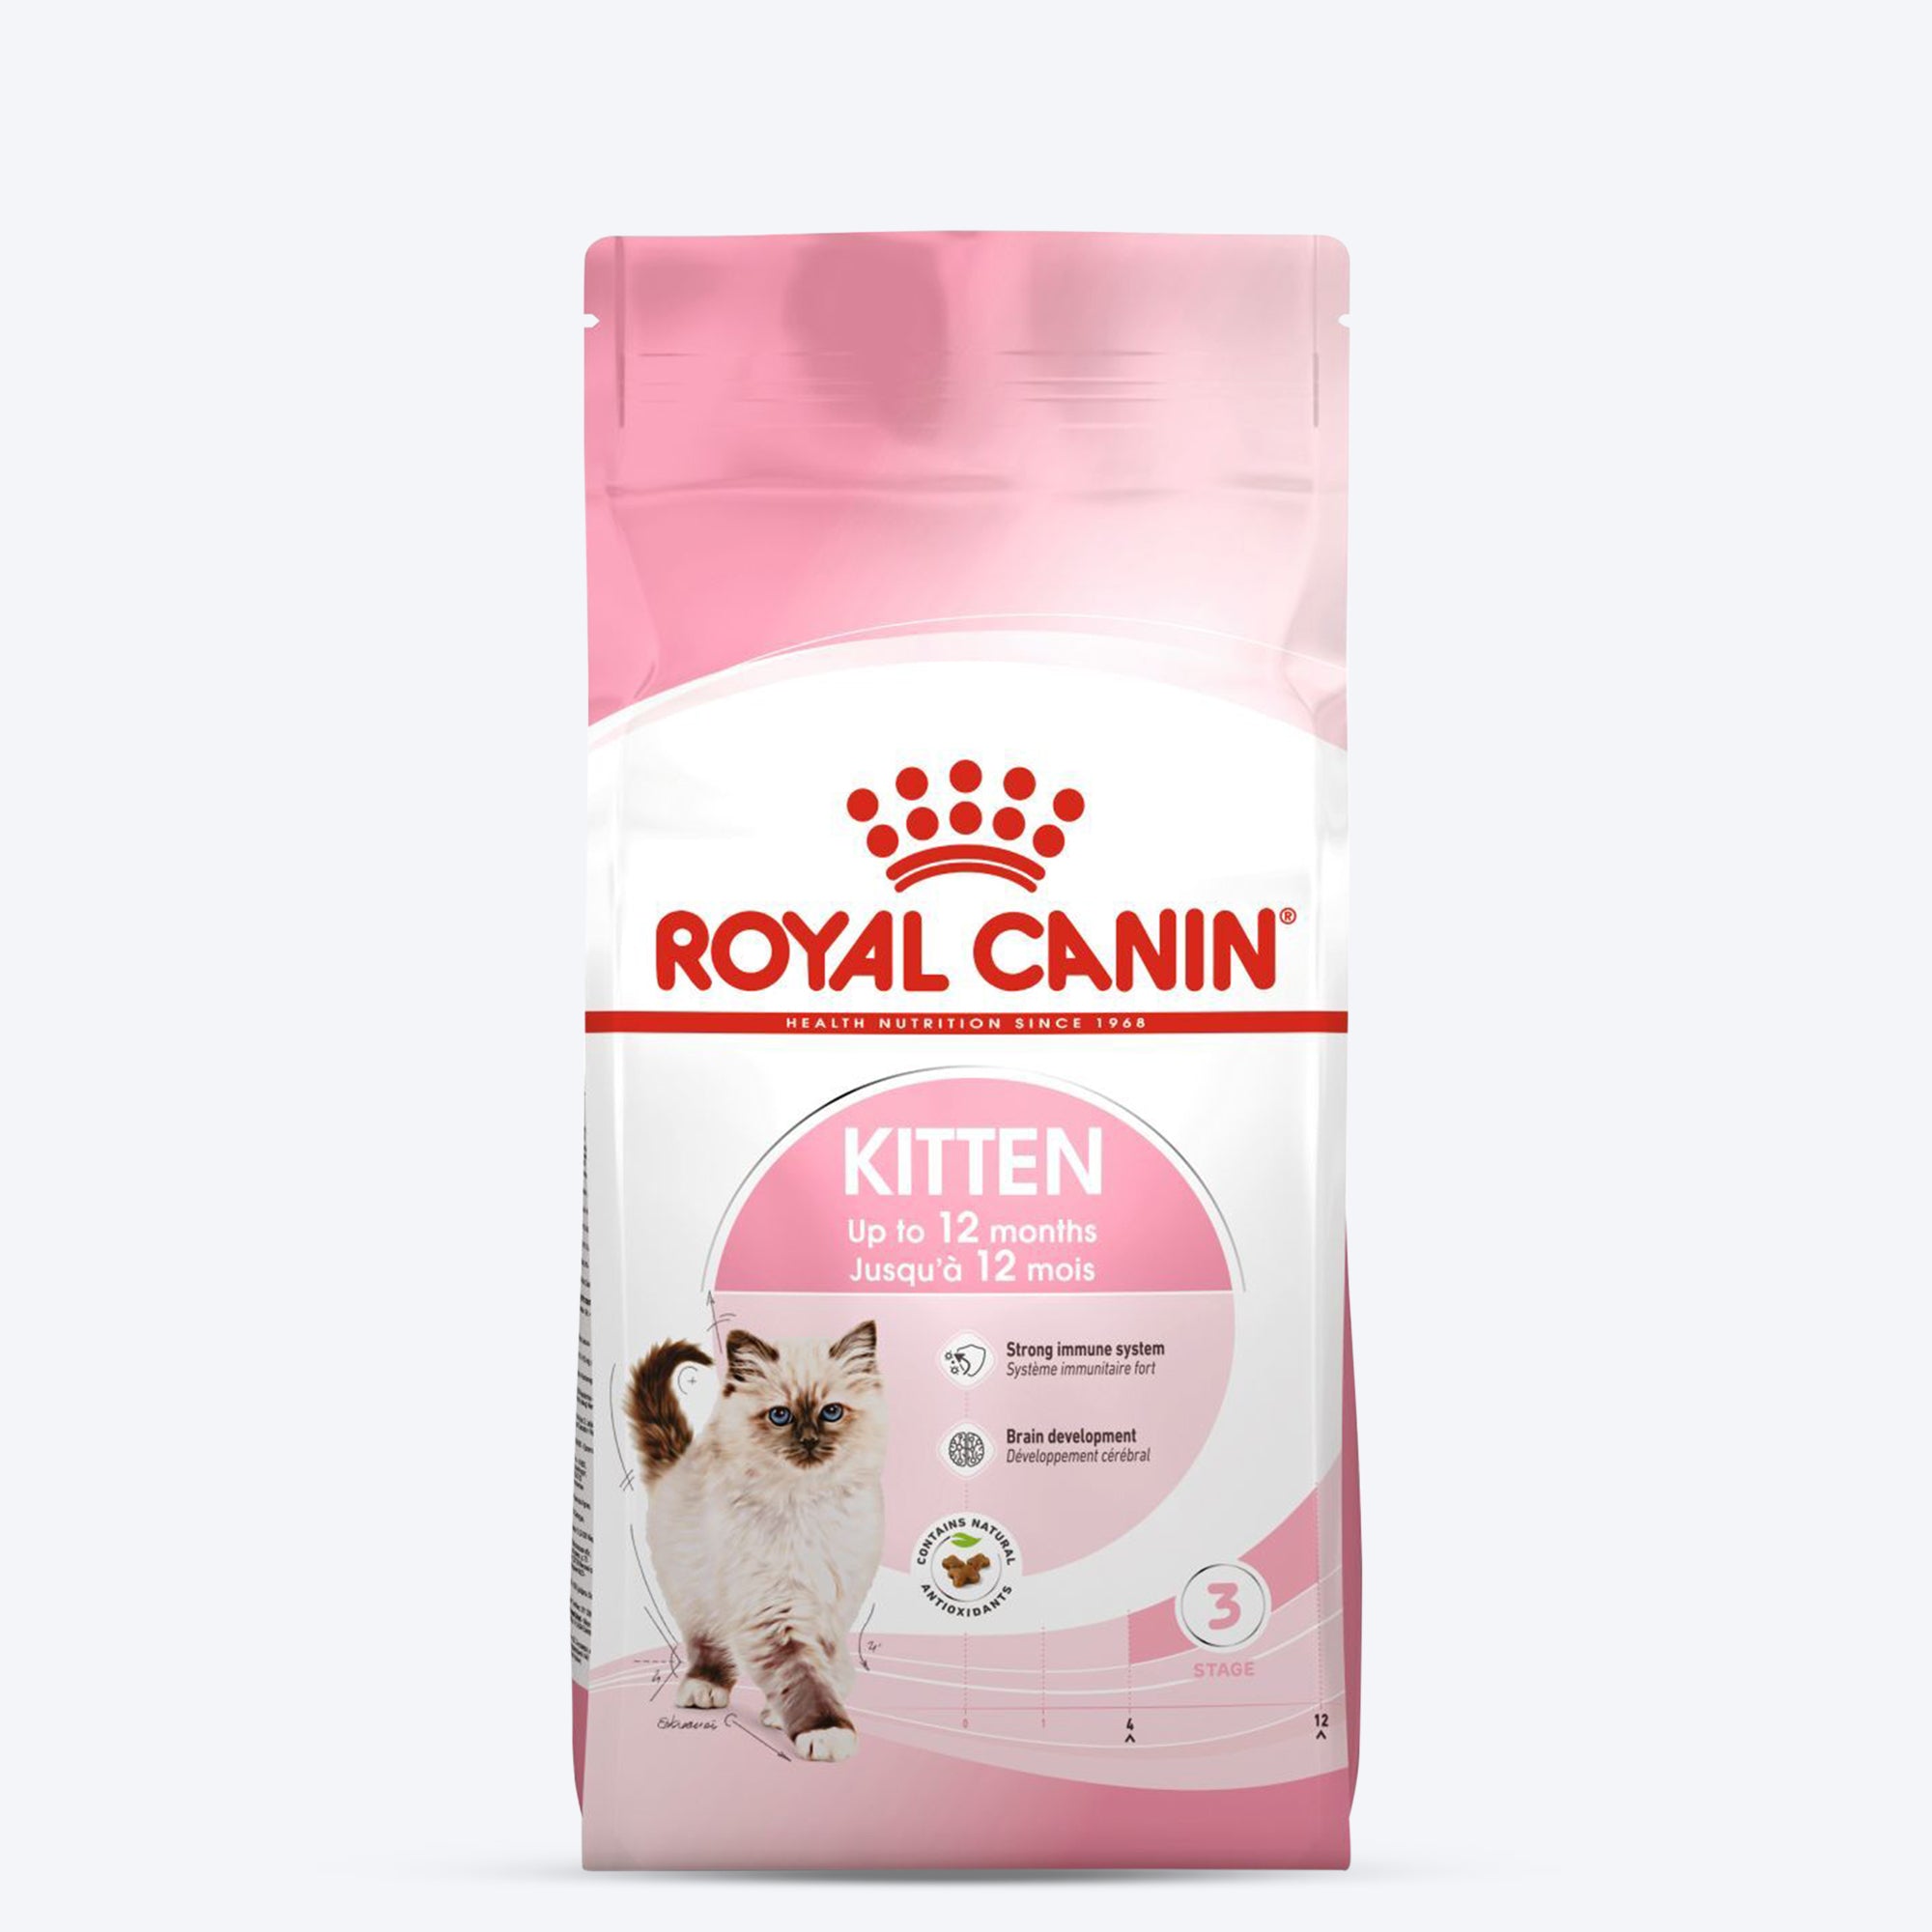 ROYAL CANIN®
HEALTH NUTRITION SINCE 1968
KITTEN
Up to 12 months
Jusqu'à 12 mois
Strong immune system
Système immunitaire fort
Brain development
Développement cérébral
CONTAINS NATURAL
ANTIOXIDANTS
3
STAGE
0 1 4 12